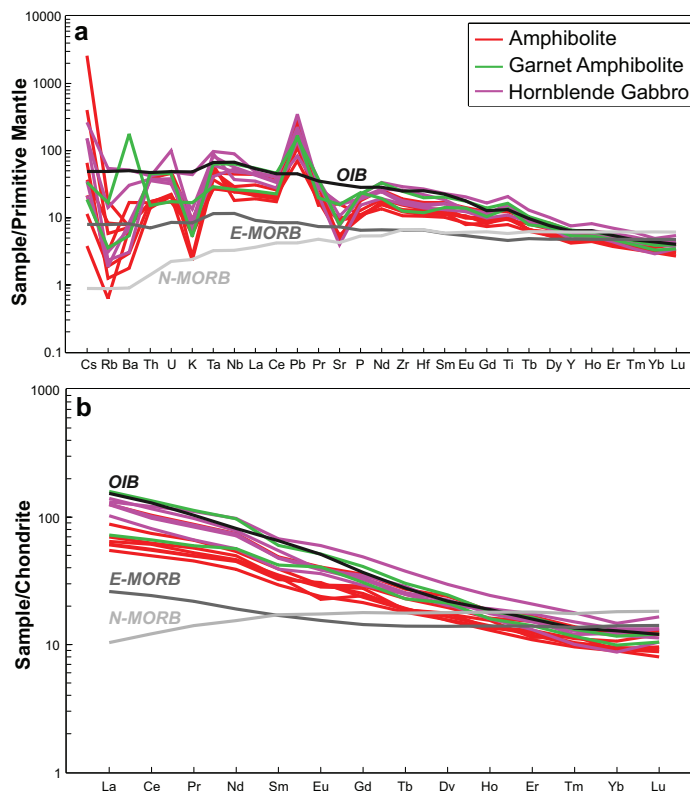 a
Sample/Primitive Mantle
10000
1000
100
10
1
0.1
Amphibolite
Garnet Amphibolite
Hornblende Gabbro
OIB
E-MORB
N-MORB
Cs Rb Ba Th U K Ta Nb La Ce Pb Pr Sr P Nd Zr Hf Sm Eu Gd Ti Tb Dy Y Ho Er Tm Yb Lu
b
Sample/Chondrite
1000
100
10
1
OIB
E-MORB
N-MORB
La Ce Pr Nd Sm Eu Gd Tb Dy Ho Er Tm Yb Lu